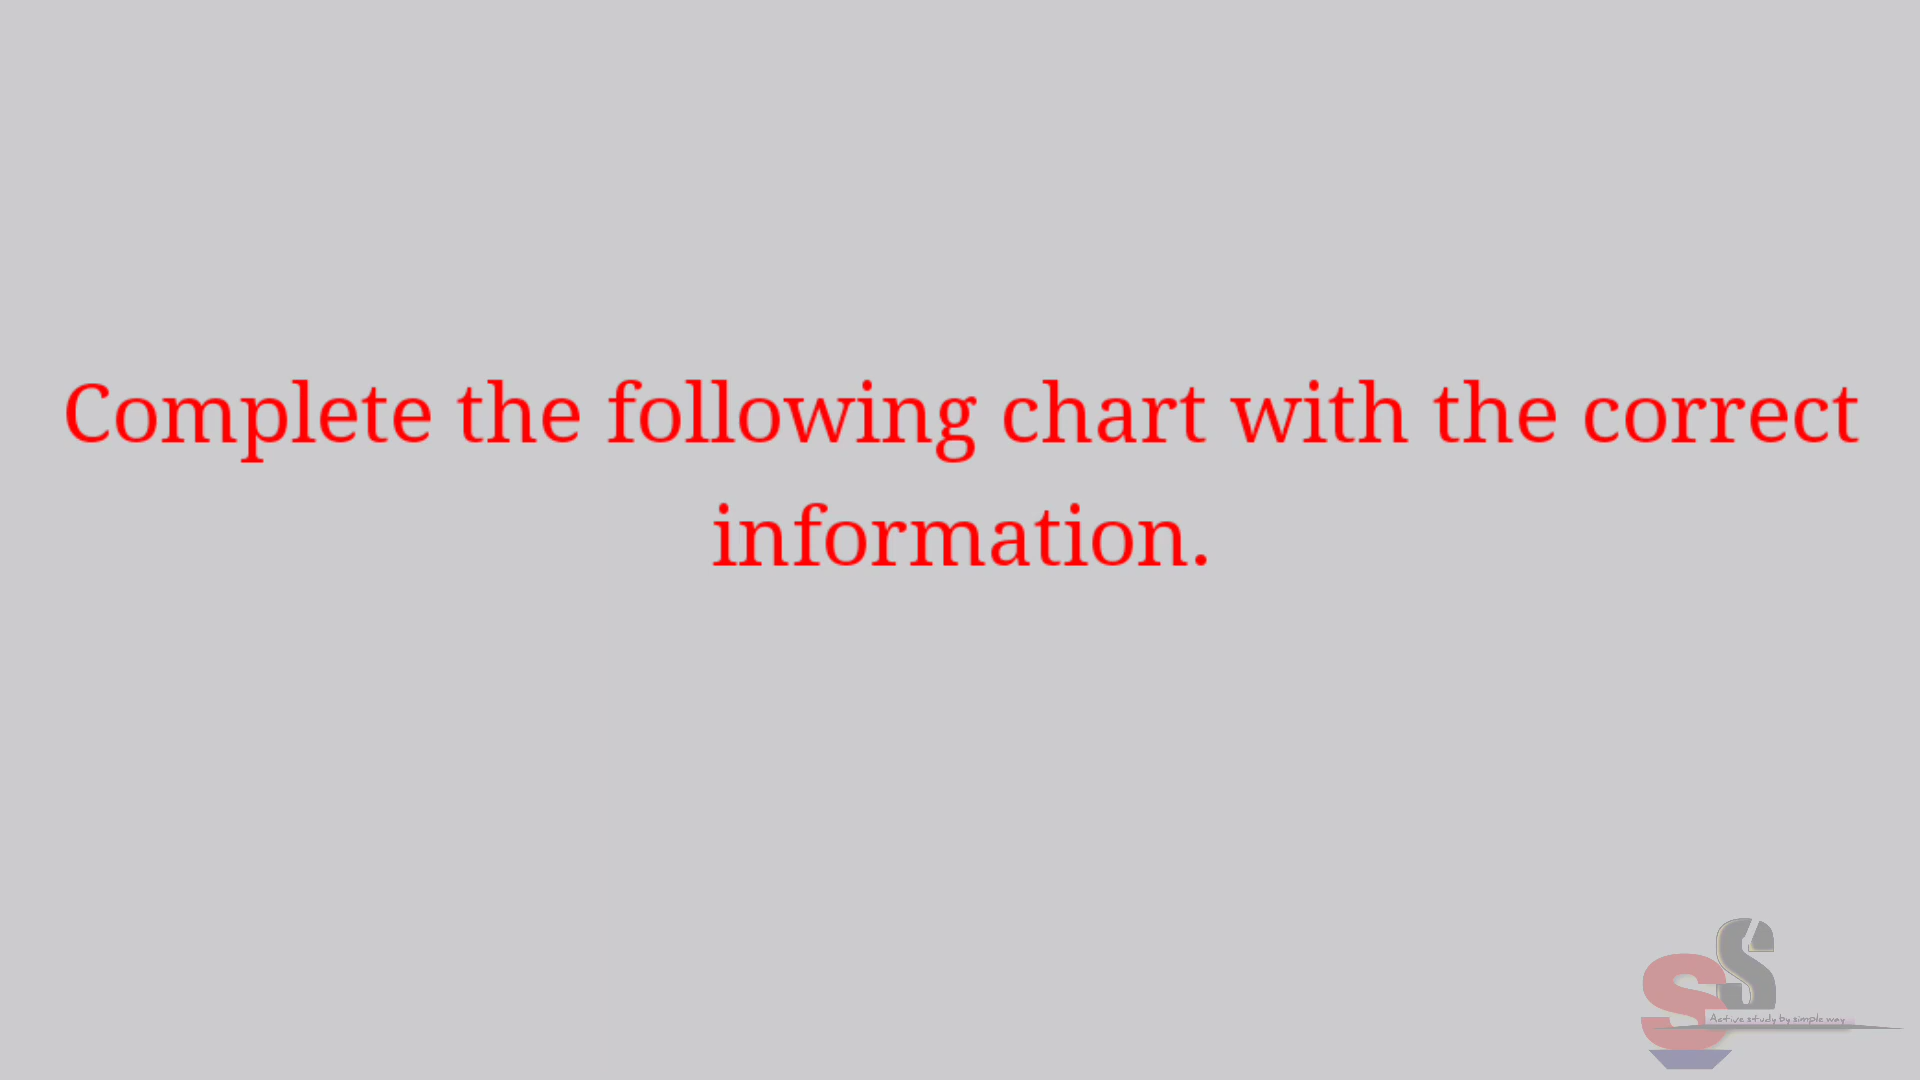 Complete the following chart with the correct
information.
Active study by simple way